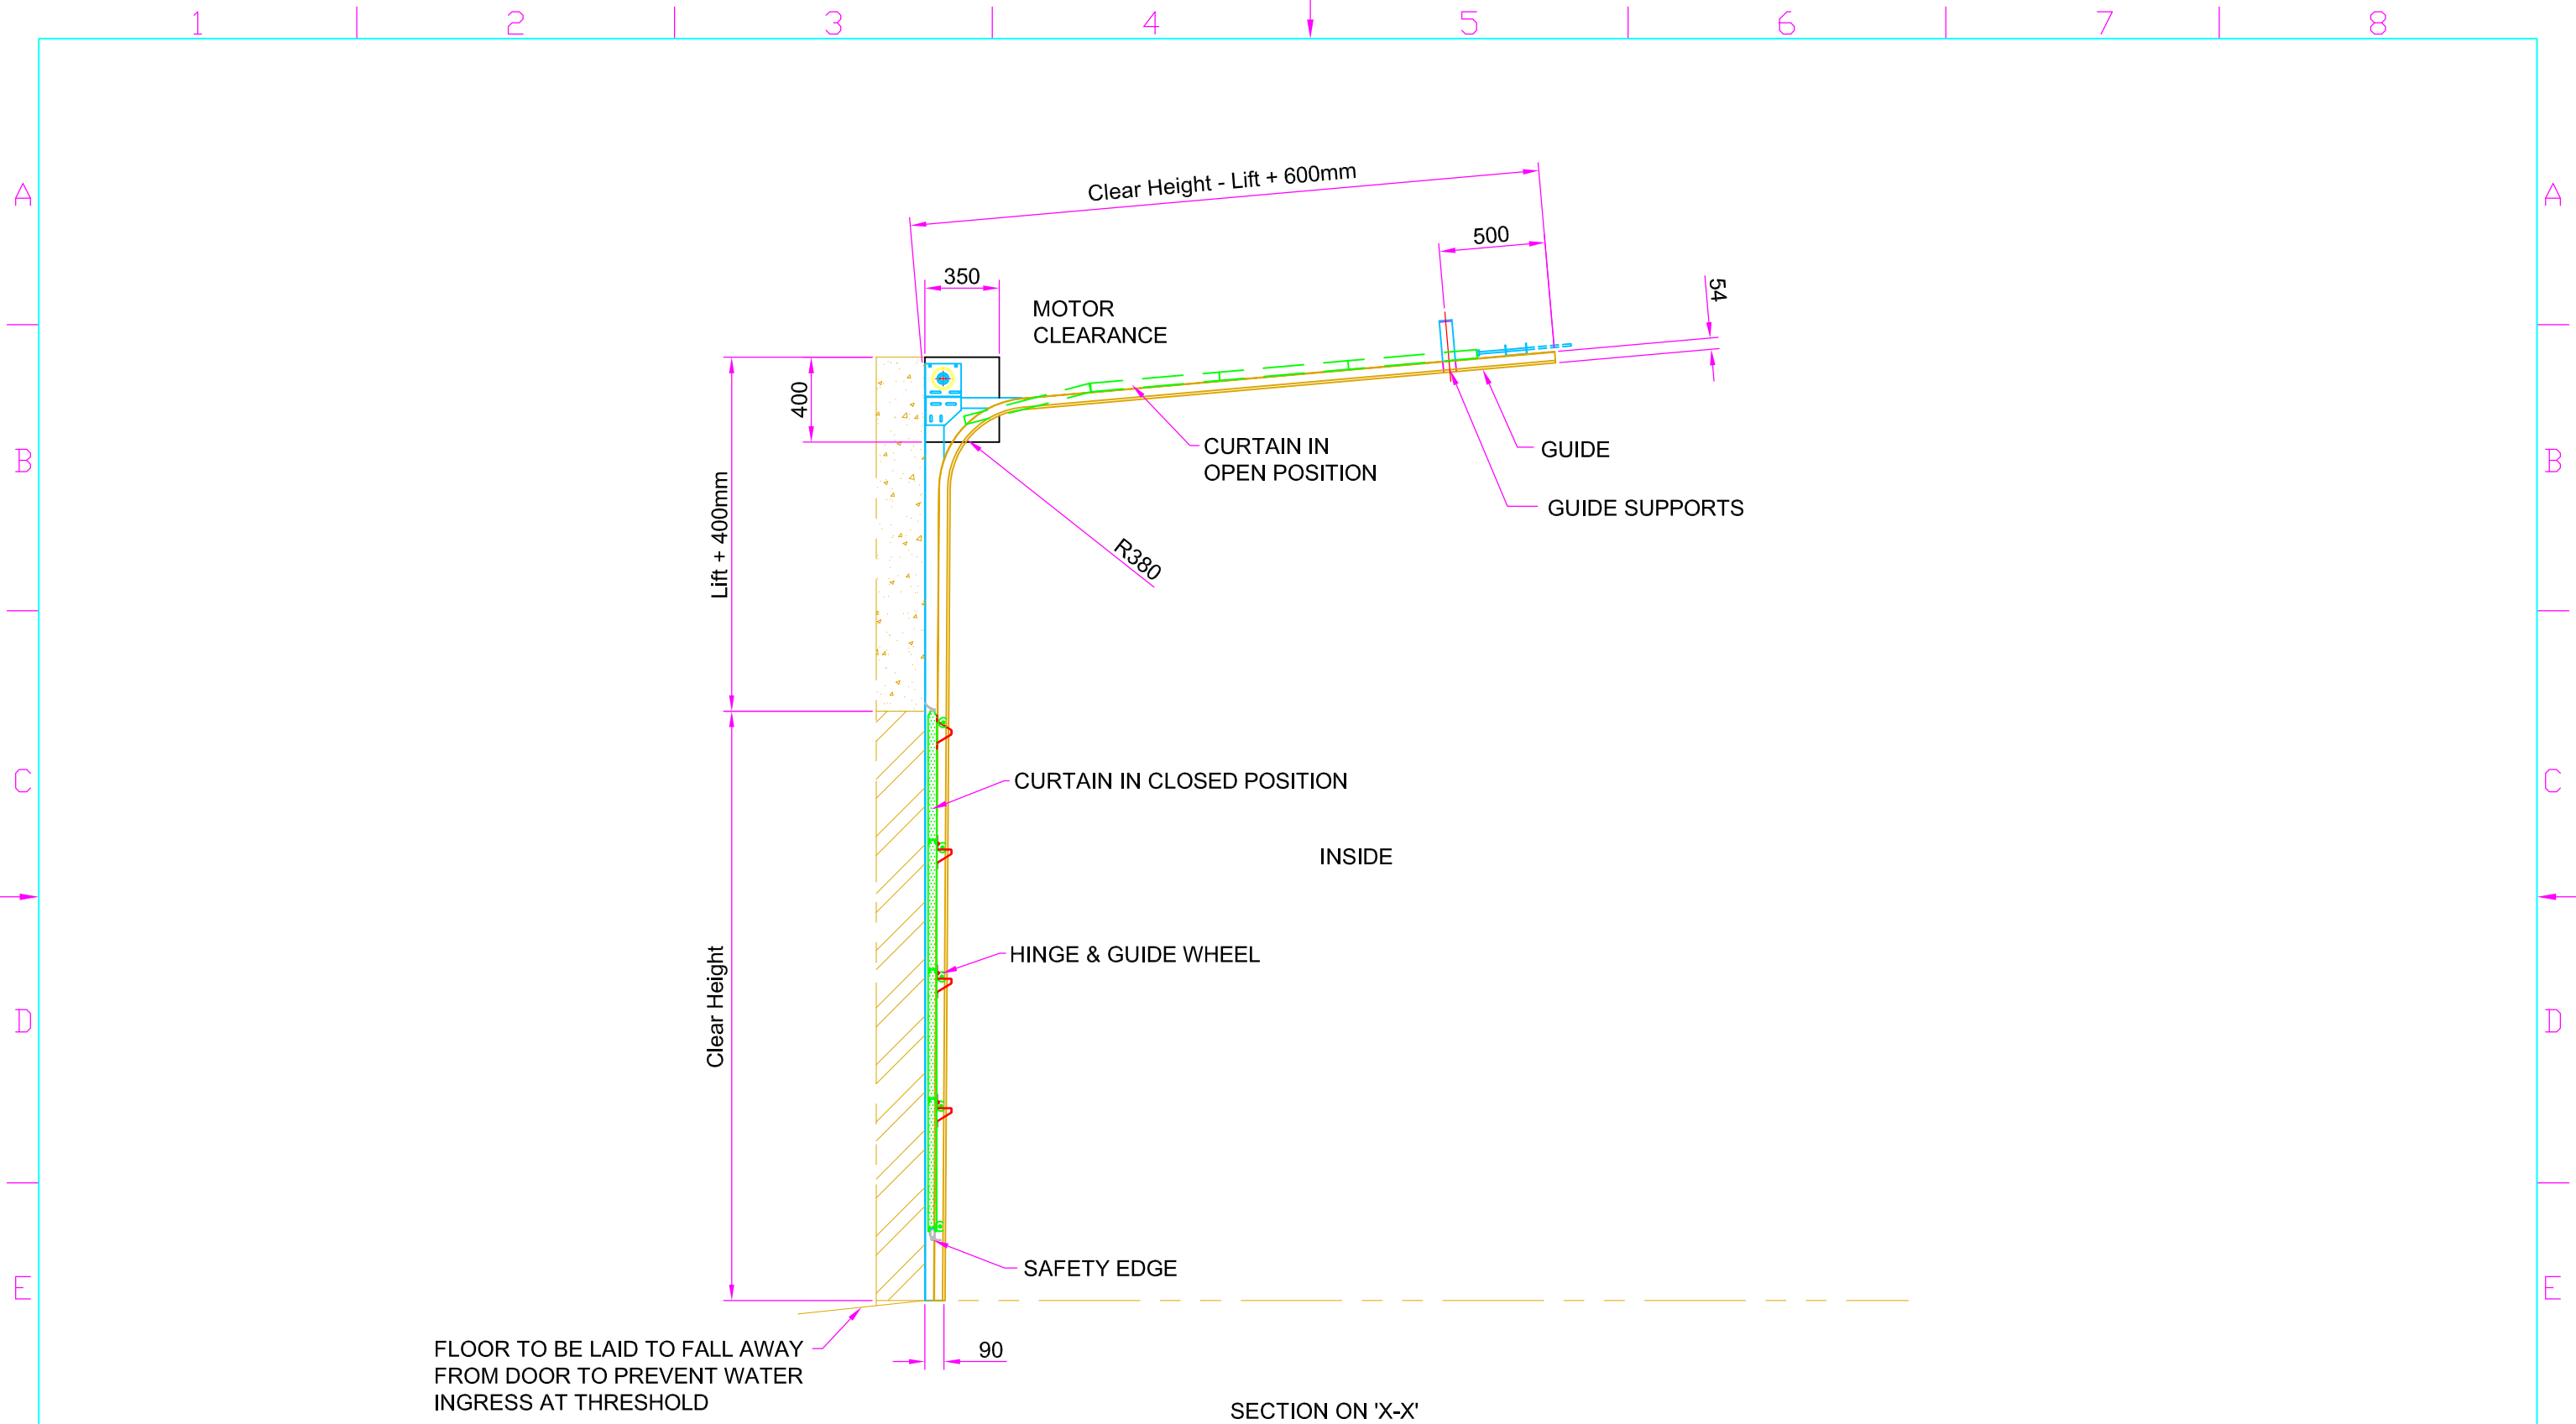 1 2 3 4 5 6 7 8
A A
Clear Height - Lift + 600mm
500
350
54
MOTOR
CLEARANCE
400
B B
CURTAIN IN
OPEN POSITION
GUIDE
GUIDE SUPPORTS
Lift + 400mm
R380
C C
CURTAIN IN CLOSED POSITION
INSIDE
HINGE & GUIDE WHEEL
Clear Height
D D
SAFETY EDGE
E E
FLOOR TO BE LAID TO FALL AWAY
FROM DOOR TO PREVENT WATER
INGRESS AT THRESHOLD
90
SECTION ON 'X-X'